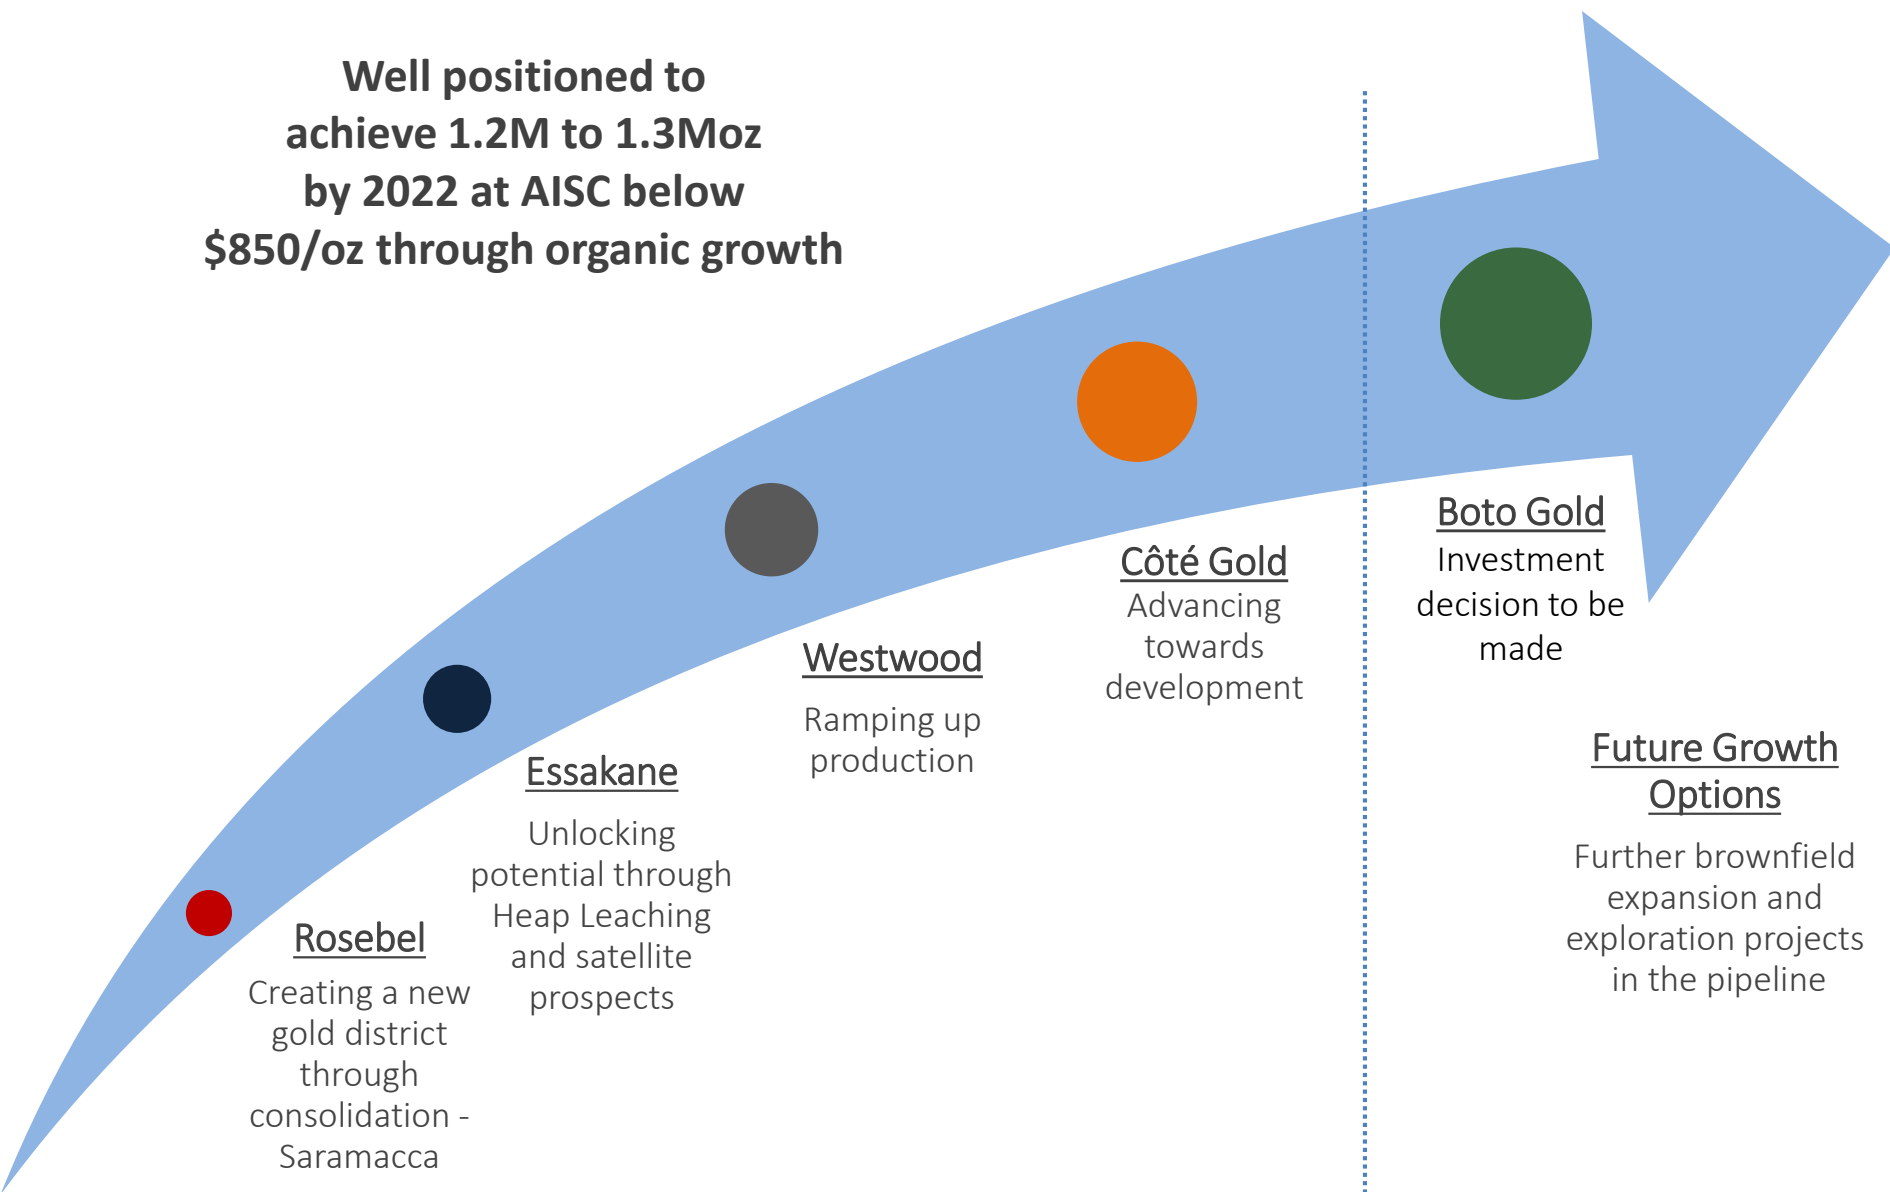 Well positioned to
achieve 1.2M to 1.3Moz
by 2022 at AISC below
$850/oz through organic growth
Rosebel
Creating a new
gold district
through
consolidation -
Saramacca
Essakane
Unlocking
potential through
Heap Leaching
and satellite
prospects
Westwood
Ramping up
production
Côté Gold
Advancing
towards
development
Boto Gold
Investment
decision to be
made
Future Growth
Options
Further brownfield
expansion and
exploration projects
in the pipeline